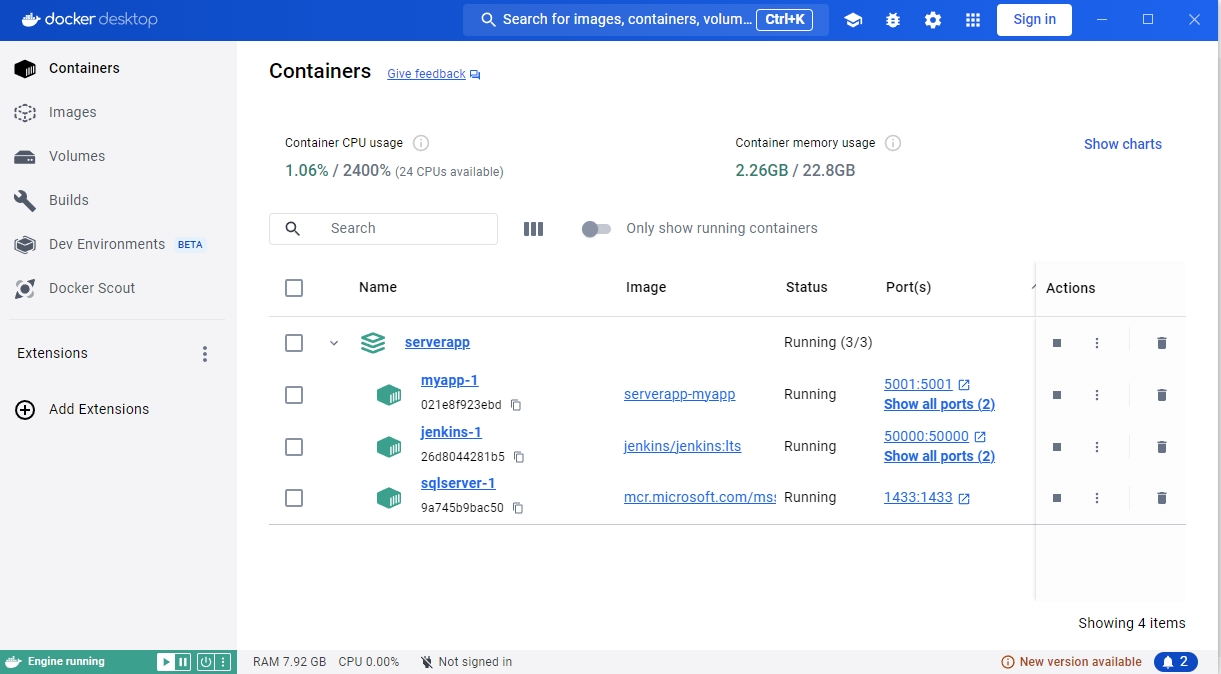 docker desktop
Search for images, containers, volum... Ctrl+K
Sign in
Containers
Images
Volumes
Builds
Dev Environments BETA
Docker Scout
Extensions
Add Extensions
Containers Give feedback
Container CPU usage
1.06% / 2400% (24 CPUs available)
Container memory usage
2.26GB / 22.8GB
Show charts
Search
Only show running containers
Name Image Status Port(s) Actions
serverapp Running (3/3)
myapp-1
021e8f923ebd
serverapp-myapp Running
5001:5001
Show all ports (2)
jenkins-1
26d8044281b5
jenkins/jenkins:lts Running
50000:50000
Show all ports (2)
sqlserver-1
9a745b9bac50
mcr.microsoft.com/mss Running
1433:1433
Showing 4 items
Engine running
RAM 7.92 GB CPU 0.00% Not signed in
New version available 2